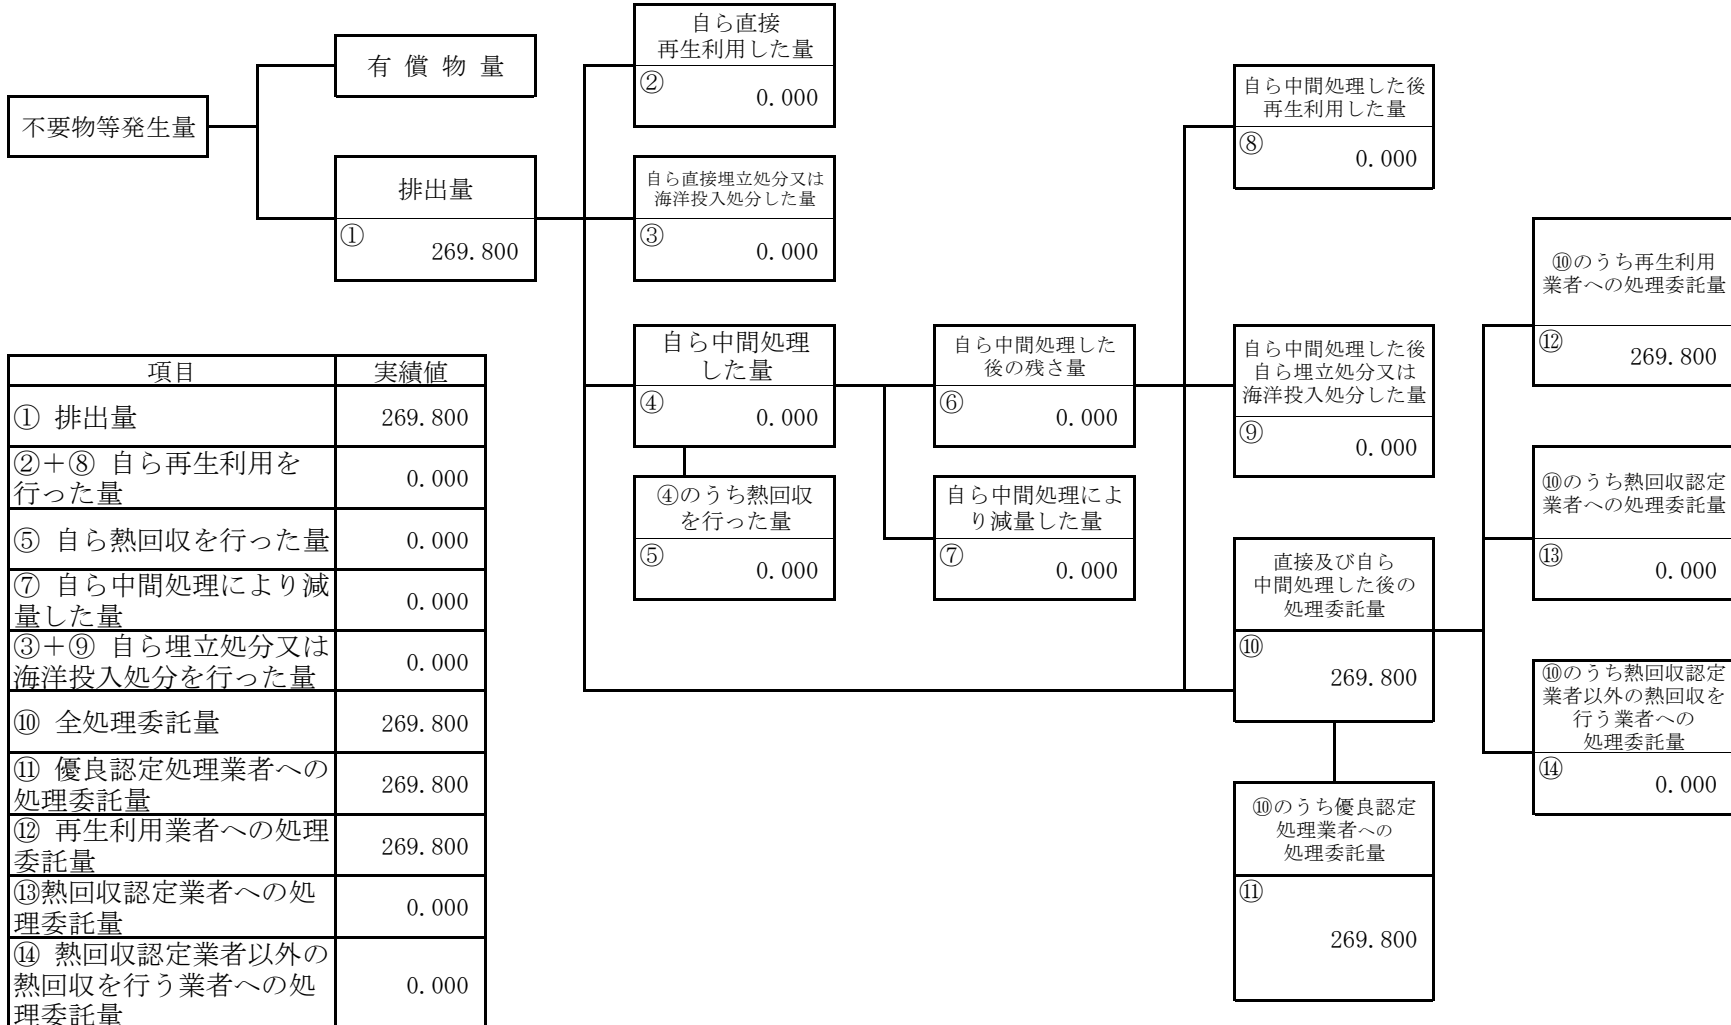 不要物等発生量
有 償 物 量
排出量
①
269.800
自ら直接
再生利用した量
②
0.000
自ら直接埋立処分又は
海洋投入処分した量
③
0.000
自ら中間処理
した量
④
0.000
④のうち熱回収
を行った量
⑤
0.000
自ら中間処理した
後の残さ量
⑥
0.000
自ら中間処理によ
り減量した量
⑦
0.000
自ら中間処理した後
再生利用した量
⑧
0.000
自ら中間処理した後
自ら埋立処分又は
海洋投入処分した量
⑨
0.000
直接及び自ら
中間処理した後の
処理委託量
⑩
269.800
⑩のうち優良認定
処理業者への
処理委託量
⑪
269.800
⑩のうち再生利用
業者への処理委託量
⑫
269.800
⑩のうち熱回収認定
業者への処理委託量
⑬
0.000
⑩のうち熱回収認定
業者以外の熱回収を
行う業者への
処理委託量
⑭
0.000
項目 実績値
① 排出量 269.800
②＋⑧ 自ら再生利用を
行った量 0.000
⑤ 自ら熱回収を行った量 0.000
⑦ 自ら中間処理により減
量した量 0.000
③＋⑨ 自ら埋立処分又は
海洋投入処分を行った量 0.000
⑩ 全処理委託量 269.800
⑪ 優良認定処理業者への
処理委託量 269.800
⑫ 再生利用業者への処理
委託量 269.800
⑬熱回収認定業者への処
理委託量 0.000
⑭ 熱回収認定業者以外の
熱回収を行う業者への処
理委託量 0.000